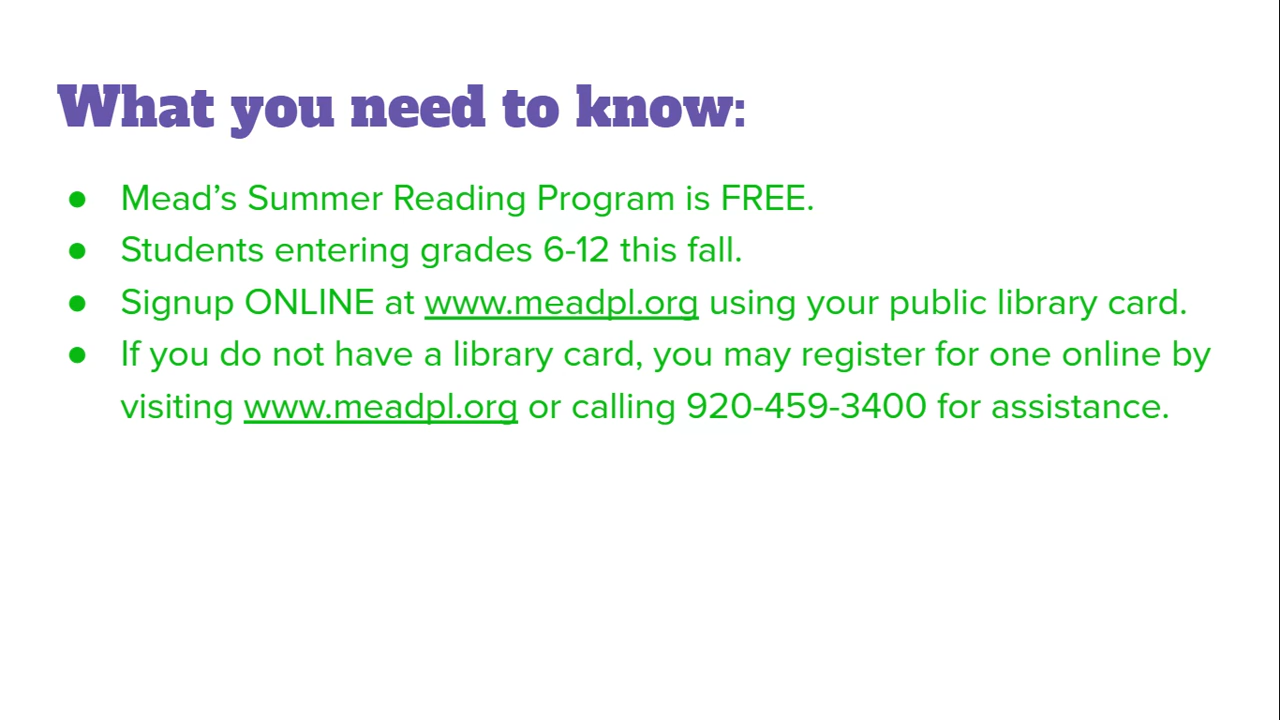 What you need to know:
● Mead’s Summer Reading Program is FREE.
● Students entering grades 6-12 this fall.
● Signup ONLINE at www.meadpl.org using your public library card.
● If you do not have a library card, you may register for one online by
visiting www.meadpl.org or calling 920-459-3400 for assistance.